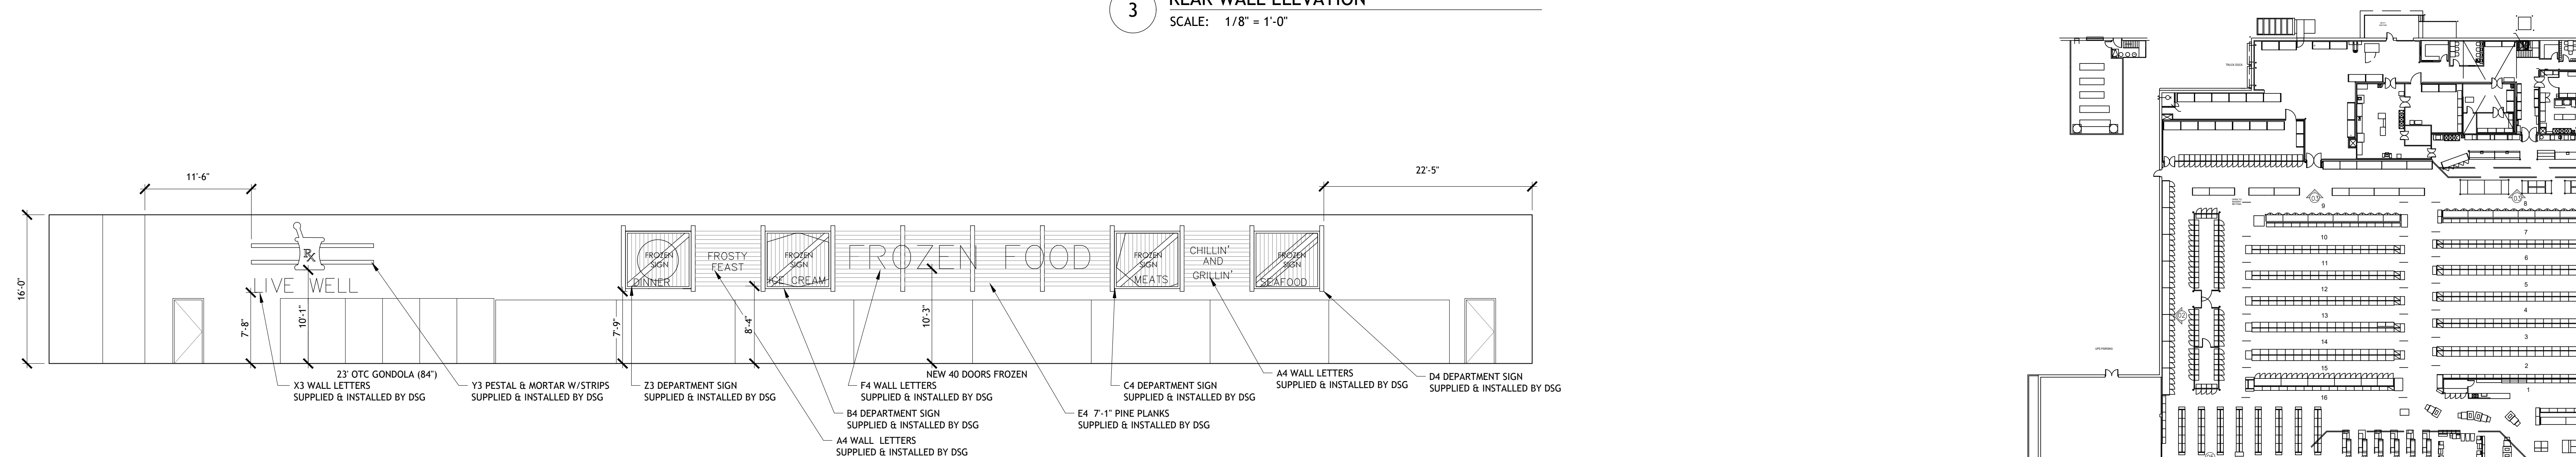 3
REAR WALL ELEVATION
SCALE: 1/8" = 1'-0"
11'-6"
22'-5"
16'-0"
Rx
LIVE WELL
7'-8"
10'-1"
FROZEN
SIGN
DINNER
FROSTY
FEAST
FROZEN
SIGN
ICE CREAM
FROZEN FOOD
FROZEN
SIGN
MEATS
CHILLIN'
AND
GRILLIN'
FROZEN
SIGN
SEAFOOD
7'-9"
8'-4"
10'-3"
23' OTC GONDOLA (84")
NEW 40 DOORS FROZEN
X3 WALL LETTERS
SUPPLIED & INSTALLED BY DSG
Y3 PESTAL & MORTAR W/STRIPS
SUPPLIED & INSTALLED BY DSG
Z3 DEPARTMENT SIGN
SUPPLIED & INSTALLED BY DSG
F4 WALL LETTERS
SUPPLIED & INSTALLED BY DSG
B4 DEPARTMENT SIGN
SUPPLIED & INSTALLED BY DSG
A4 WALL LETTERS
SUPPLIED & INSTALLED BY DSG
C4 DEPARTMENT SIGN
SUPPLIED & INSTALLED BY DSG
E4 7'-1" PINE PLANKS
SUPPLIED & INSTALLED BY DSG
A4 WALL LETTERS
SUPPLIED & INSTALLED BY DSG
D4 DEPARTMENT SIGN
SUPPLIED & INSTALLED BY DSG
TRUCK DOCK
9
10
11
12
13
14
15
16
8
7
6
5
4
3
2
1